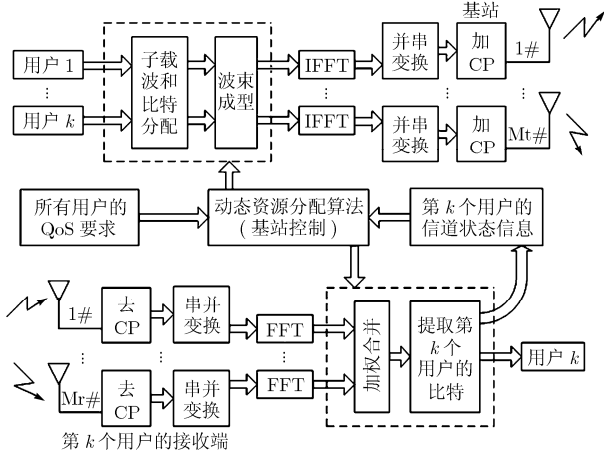 基站
用户 1
⋮
用户 k
子载
波和
比特
分配
波束
成型
IFFT
⋮
IFFT
并串
变换
并串
变换
加
CP
加
CP
1#
⋮
Mt#
所有用户的
QoS 要求
动态资源分配算法
(基站控制)
第 k 个用户的
信道状态信息
1#
⋮
Mr#
去
CP
去
CP
串并
变换
⋮
串并
变换
FFT
⋮
FFT
加权合并
提取第
k 个
用户的
比特
用户 k
第 k 个用户的接收端